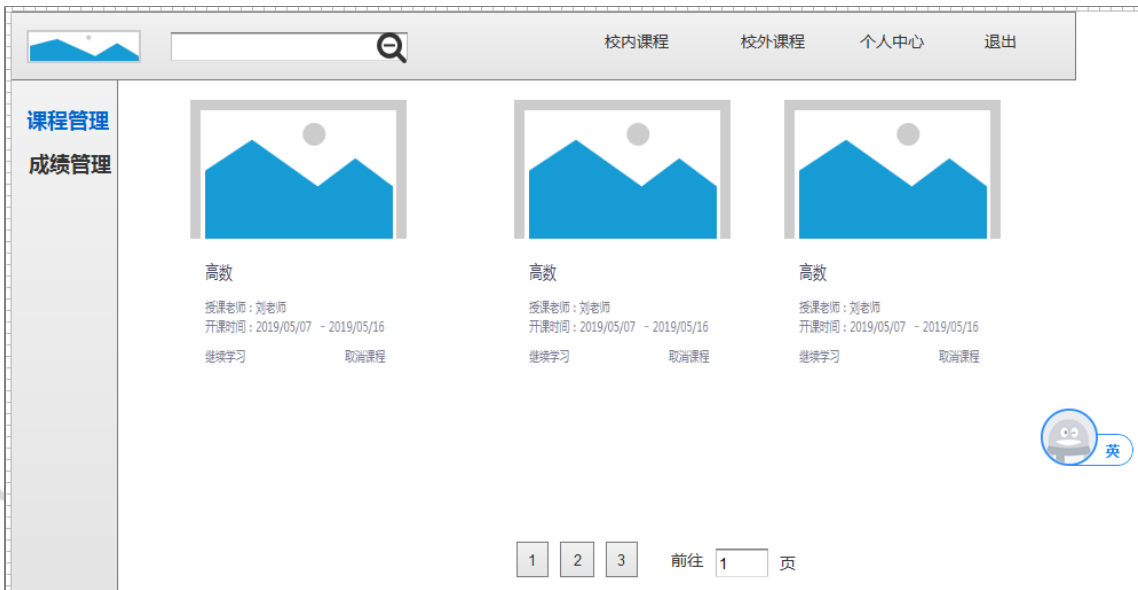 校内课程 校外课程 个人中心 退出
课程管理
成绩管理
高数 高数 高数
授课老师：刘老师 授课老师：刘老师 授课老师：刘老师
开课时间：2019/05/07 - 2019/05/16 开课时间：2019/05/07 - 2019/05/16 开课时间：2019/05/07 - 2019/05/16
继续学习 取消课程 继续学习 取消课程 继续学习 取消课程
英
1 2 3 前往 1 页